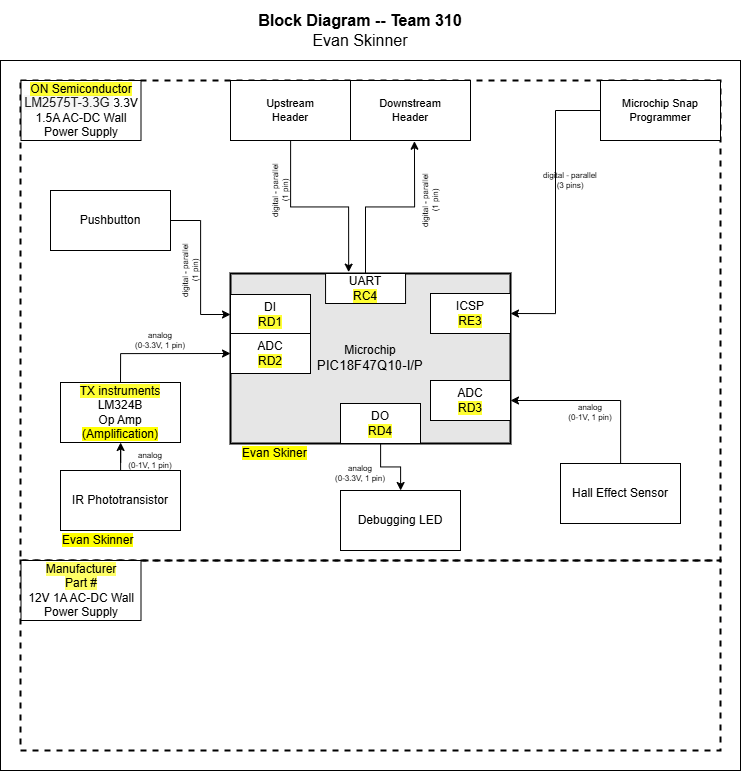 Block Diagram -- Team 310
Evan Skinner
ON Semiconductor
LM2575T-3.3G 3.3V
1.5A AC-DC Wall
Power Supply
Upstream
Header
Downstream
Header
Microchip Snap
Programmer
digital - parallel
(1 pin)
digital - parallel
(1 pin)
digital - parallel
(3 pins)
Pushbutton
digital - parallel
(1 pin)
UART
RC4
DI
RD1
ICSP
RE3
analog
(0-3.3V, 1 pin)
ADC
RD2
Microchip
PIC18F47Q10-I/P
TX instruments
LM324B
Op Amp
(Amplification)
ADC
RD3
DO
RD4
analog
(0-1V, 1 pin)
Evan Skiner
analog
(0-1V, 1 pin)
analog
(0-3.3V, 1 pin)
IR Phototransistor
Hall Effect Sensor
Debugging LED
Evan Skinner
Manufacturer
Part #
12V 1A AC-DC Wall
Power Supply